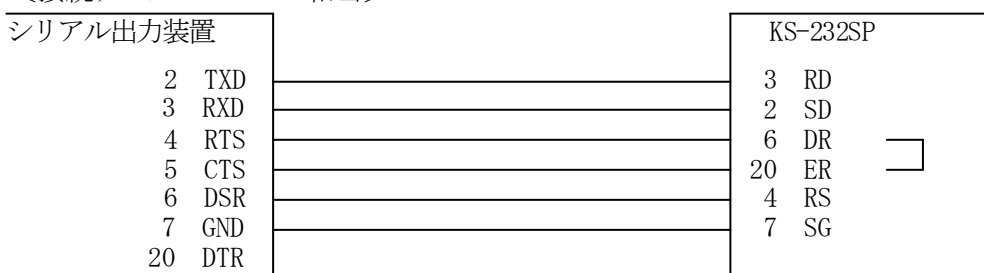 シリアル出力装置 KS-232SP
2 TXD 3 RD
3 RXD 2 SD
4 RTS 6 DR
5 CTS 20 ER
6 DSR 4 RS
7 GND 7 SG
20 DTR